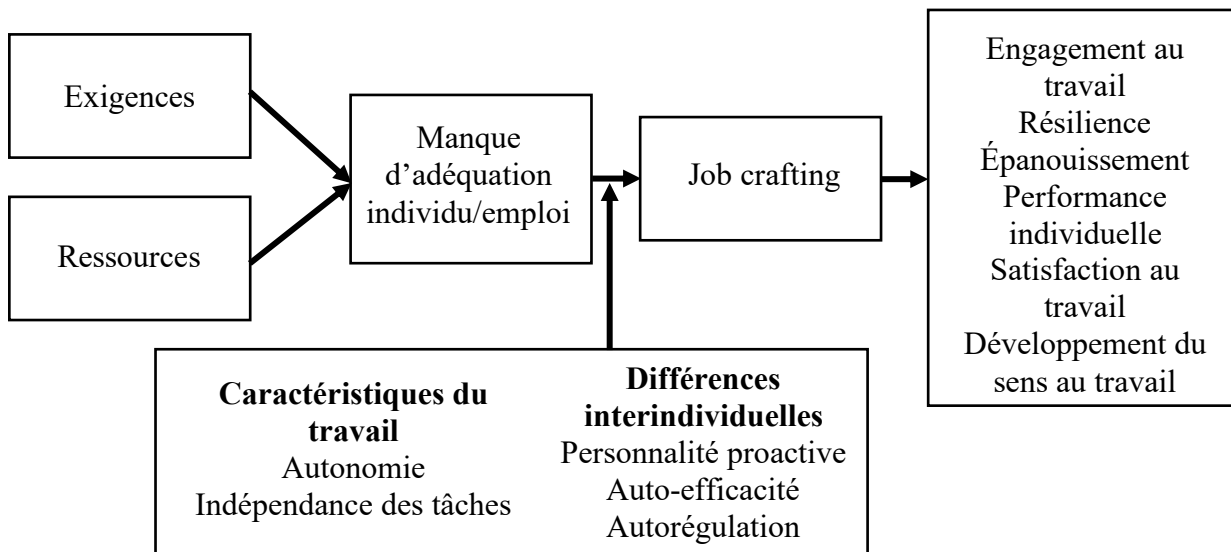 Exigences
Ressources
Manque
d’adéquation
individu/emploi
Job crafting
Engagement au
travail
Résilience
Épanouissement
Performance
individuelle
Satisfaction au
travail
Développement du
sens au travail
Caractéristiques du
travail
Autonomie
Indépendance des tâches
Différences
interindividuelles
Personnalité proactive
Auto-efficacité
Autorégulation